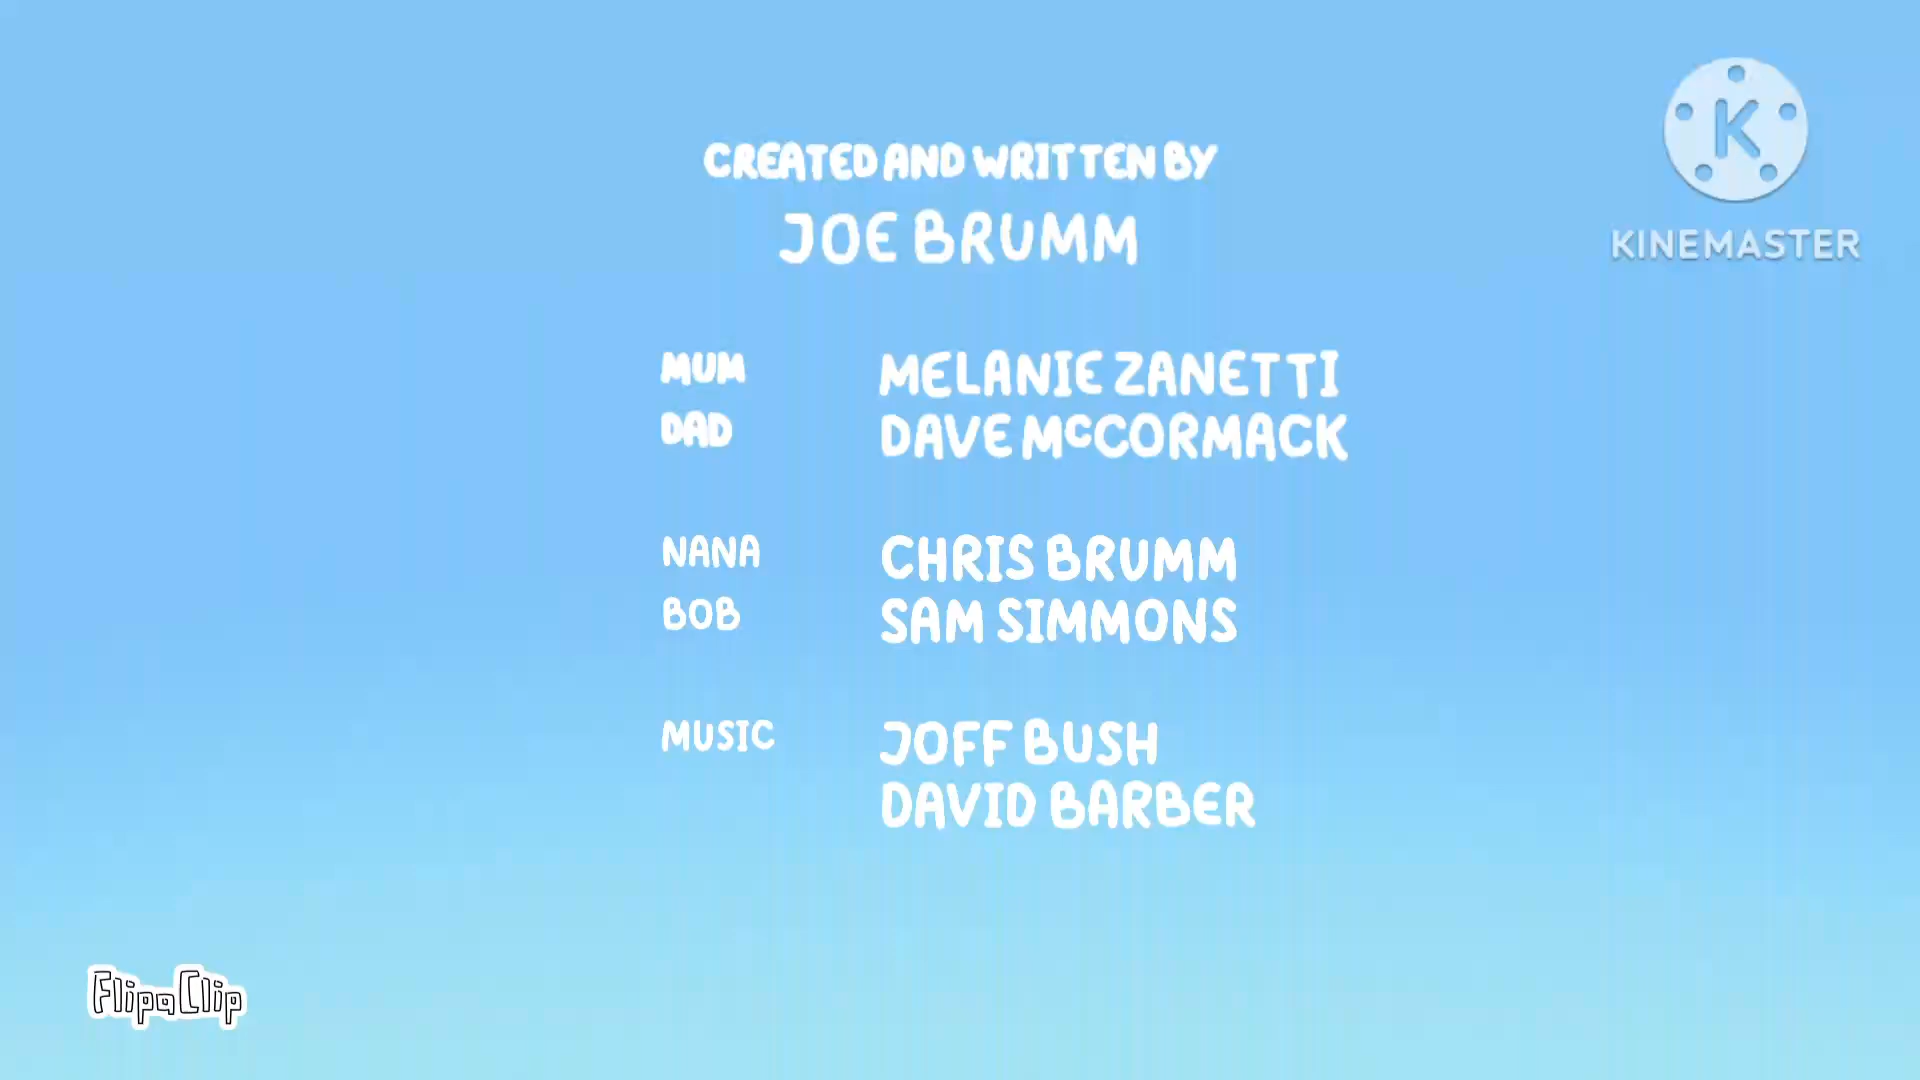 CREATED AND WRITTEN BY
JOE BRUMM
MUM MELANIE ZANETTI
DAD DAVE McCORMACK
NANA CHRIS BRUMM
BOB SAM SIMMONS
MUSIC JOFF BUSH
DAVID BARBER
K
KINEMASTER
FlipaClip